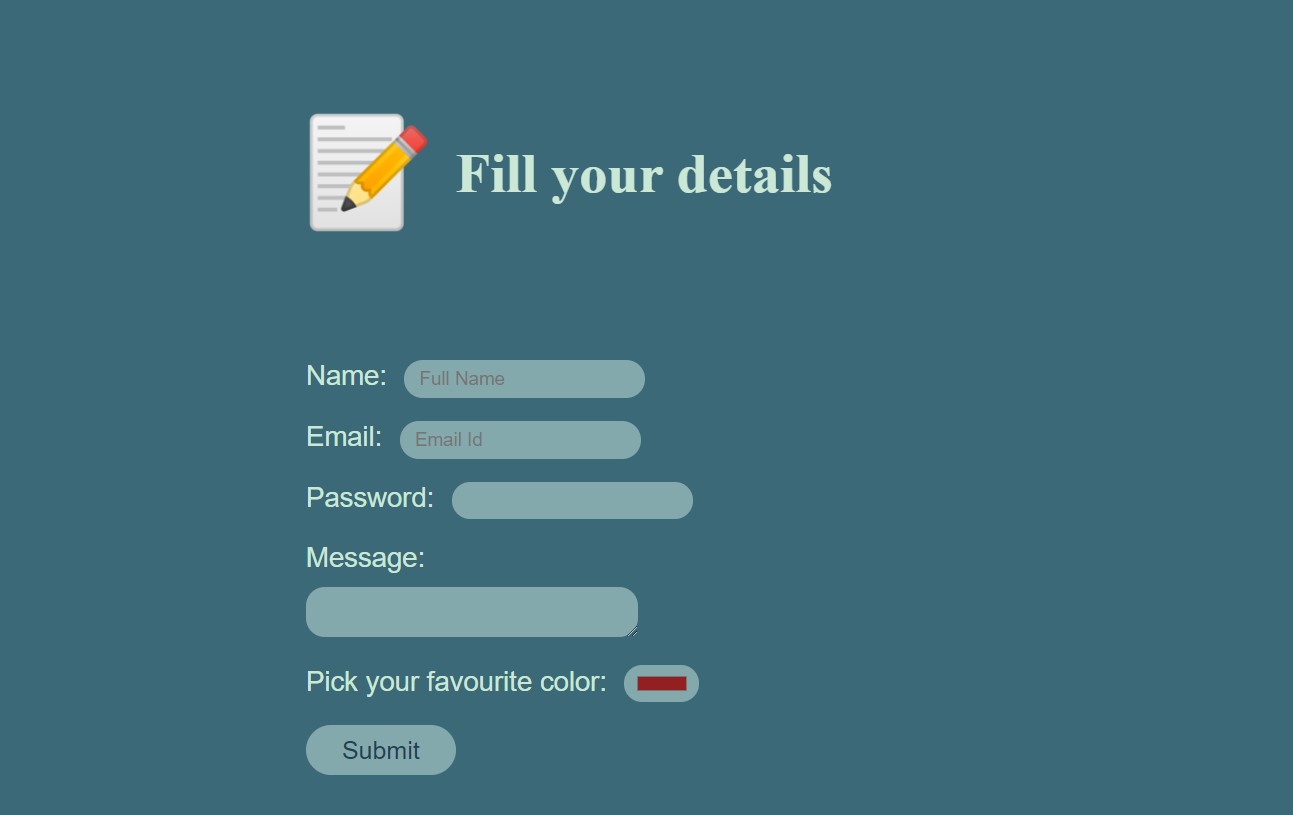 Fill your details
Name: Full Name
Email: Email Id
Password:
Message:
Pick your favourite color:
Submit